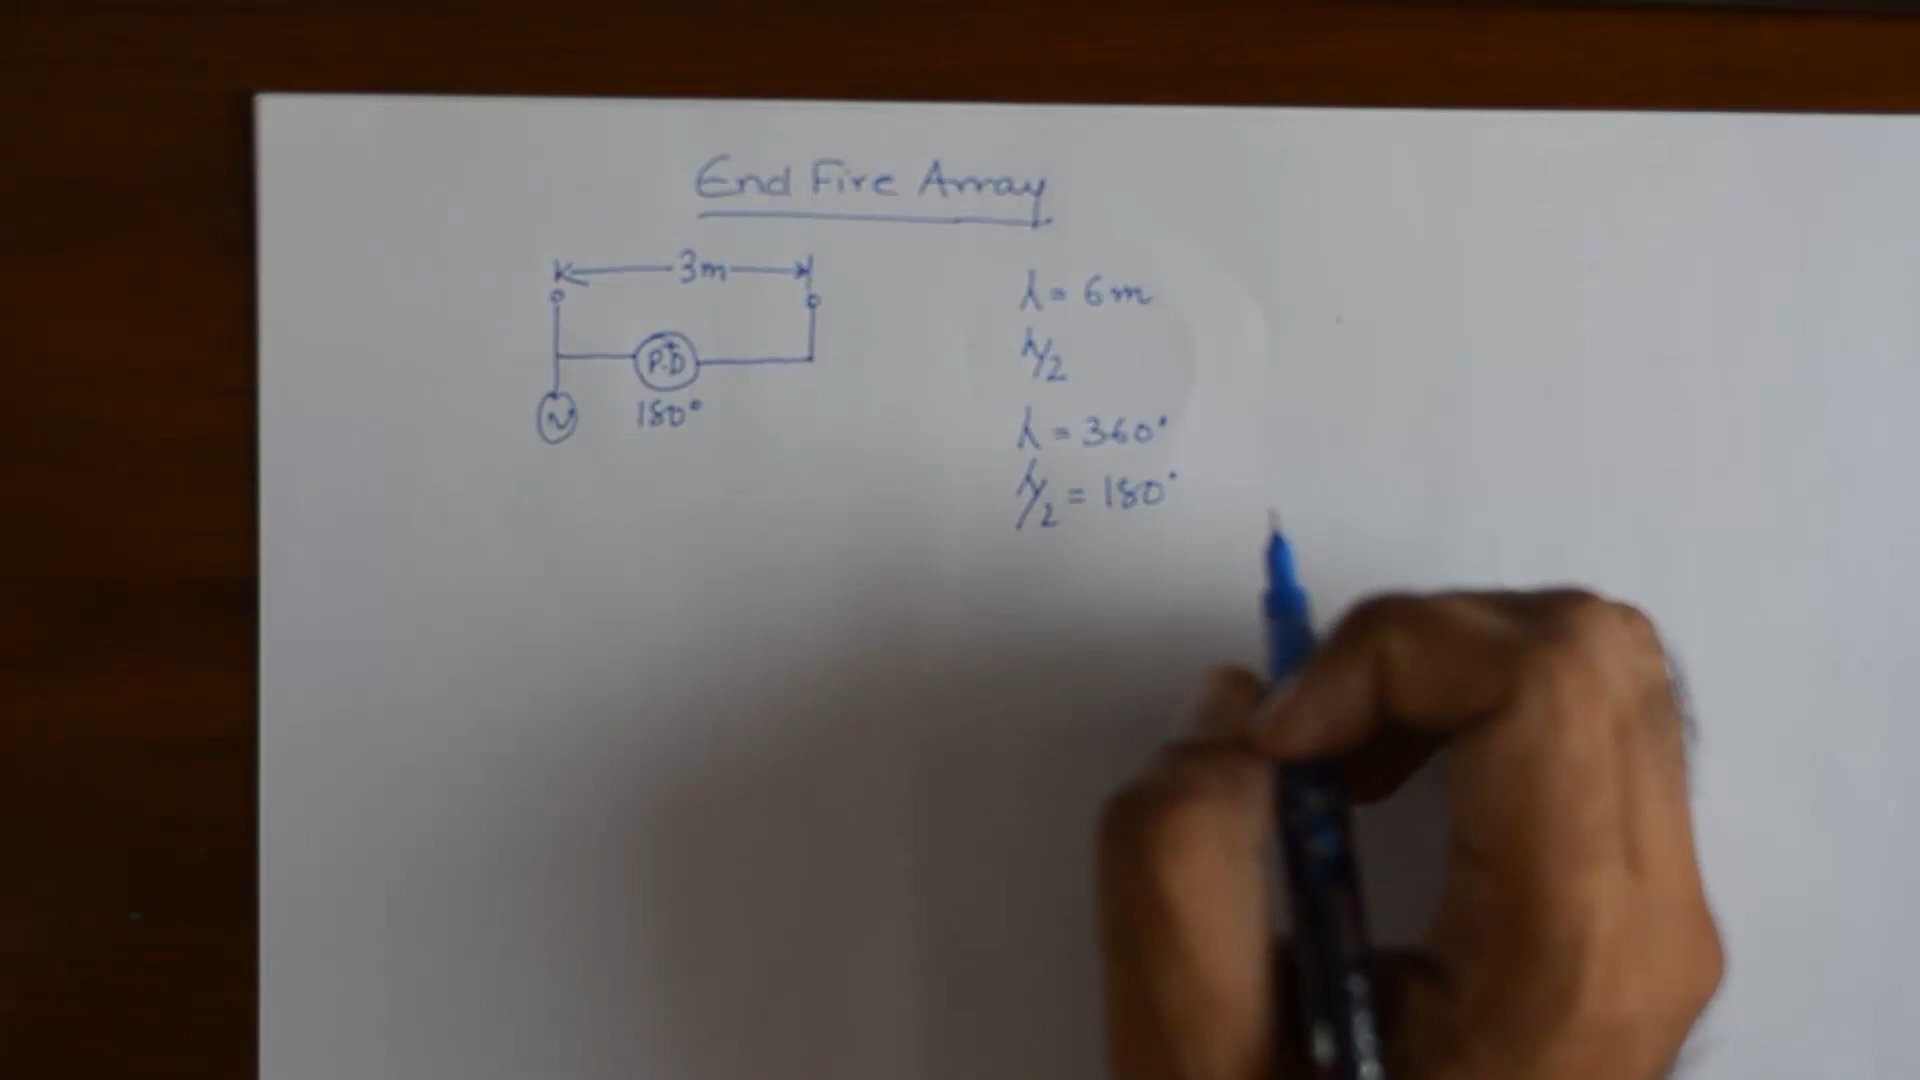 End Fire Array
3m
P.D
180°
λ = 6m
λ/2
λ = 360°
λ/2 = 180°